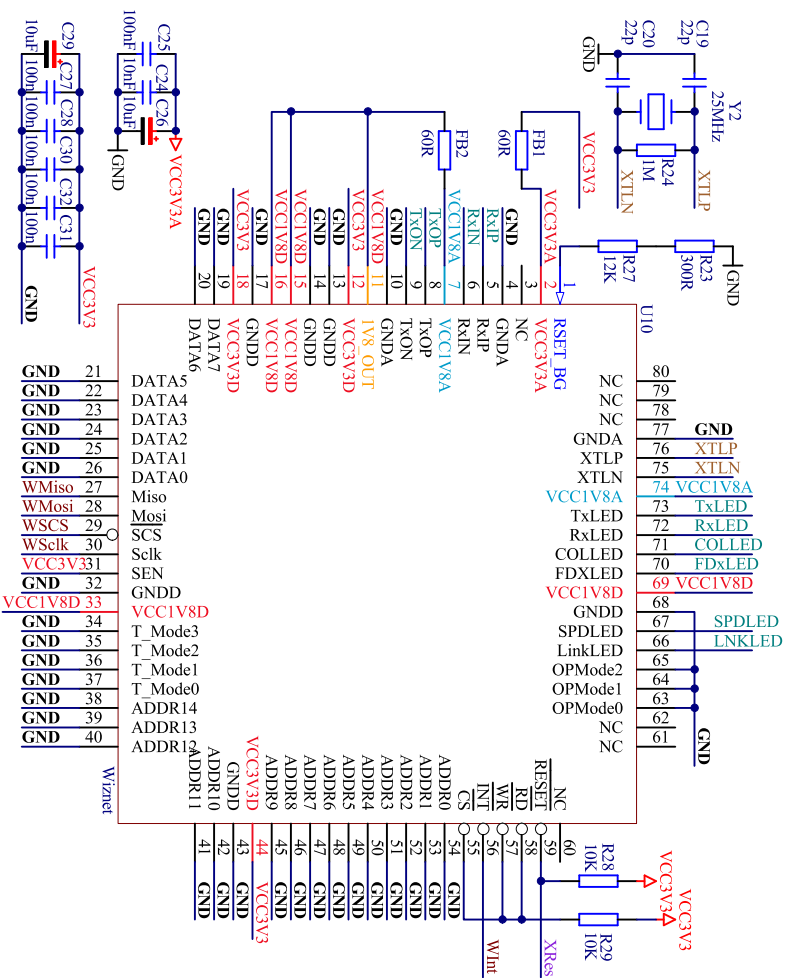 C29
10uF
C27
100n
C28
100n
C30
100n
C32
100n
C31
100n
VCC3V3
GND
C25
100nF
C24
10nF
C26
10uF
VCC3V3A
GND
FB2
60R
FB1
60R
VCC3V3
GND
C20
22p
C19
22p
Y2
25MHz
R24
1M
XTLN
XTLP
R27
12K
R23
300R
GND
U10
GND 20 DATA6
GND 19 DATA7
VCC3V3 18 VCC3V3D
GND 17 GNDD
VCC1V8D 16 VCC1V8D
VCC1V8D 15 VCC1V8D
GND 14 GNDD
GND 13 GNDD
VCC3V3 12 VCC3V3D
VCC1V8D 11 1V8_OUT
GND 10 GNDA
TxON 9 TxON
TxOP 8 TxOP
VCC1V8A 7 VCC1V8A
RxIN 6 RxIN
RxIP 5 RxIP
GND 4 GNDA
3 NC
VCC3V3A 2 VCC3V3A
1 RSET_BG
GND 21 DATA5
GND 22 DATA4
GND 23 DATA3
GND 24 DATA2
GND 25 DATA1
GND 26 DATA0
WMiso 27 Miso
WMosi 28 Mosi
WSCS 29 SCS
WSclk 30 Sclk
VCC3V3 31 SEN
GND 32 GNDD
VCC1V8D 33 VCC1V8D
GND 34 T_Mode3
GND 35 T_Mode2
GND 36 T_Mode1
GND 37 T_Mode0
GND 38 ADDR14
GND 39 ADDR13
GND 40 ADDR12
NC 80
NC 79
NC 78
GNDA 77 GND
XTLP 76 XTLP
XTLN 75 XTLN
VCC1V8A 74 VCC1V8A
TxLED 73 TxLED
RxLED 72 RxLED
COLLED 71 COLLED
FDXLED 70 FDxLED
VCC1V8D 69 VCC1V8D
GNDD 68
SPDLED 67 SPDLED
LinkLED 66 LNKLED
OPMode2 65
OPMode1 64
OPMode0 63
NC 62
NC 61
GND
Wiznet
ADDR11 41 GND
ADDR10 42 GND
GNDD 43 GND
VCC3V3D 44 VCC3V3
ADDR9 45 GND
ADDR8 46 GND
ADDR7 47 GND
ADDR6 48 GND
ADDR5 49 GND
ADDR4 50 GND
ADDR3 51 GND
ADDR2 52 GND
ADDR1 53 GND
ADDR0 54 GND
CS 55
INT 56 WInt
WR 57
RD 58
RESET 59 XRes
NC 60
R28
10K
VCC3V3
R29
10K
VCC3V3